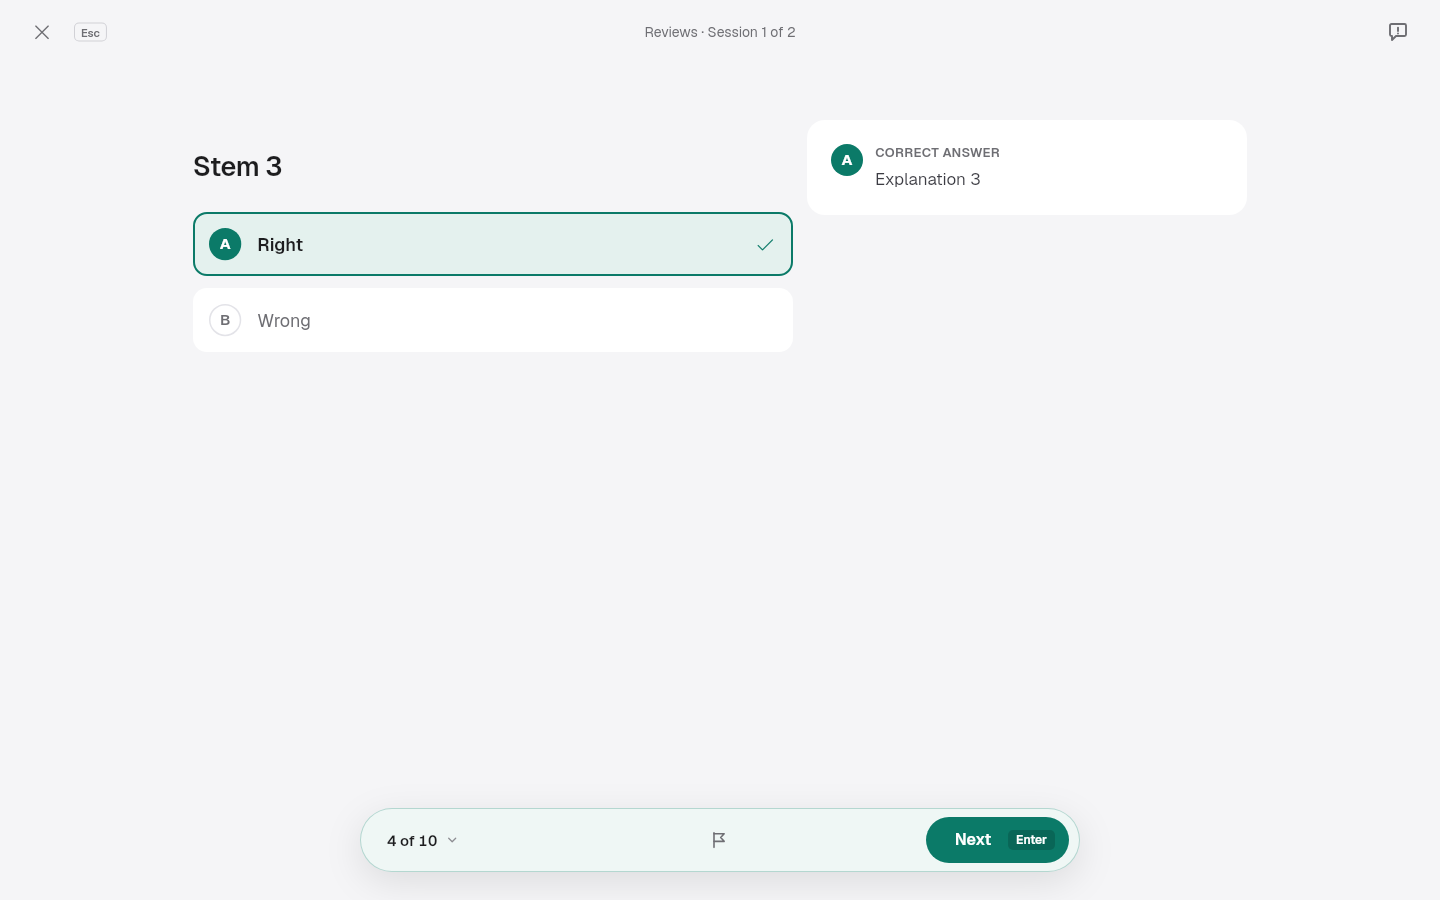 Esc
Reviews · Session 1 of 2
Stem 3
A Right
B Wrong
A CORRECT ANSWER
Explanation 3
4 of 10
Next Enter